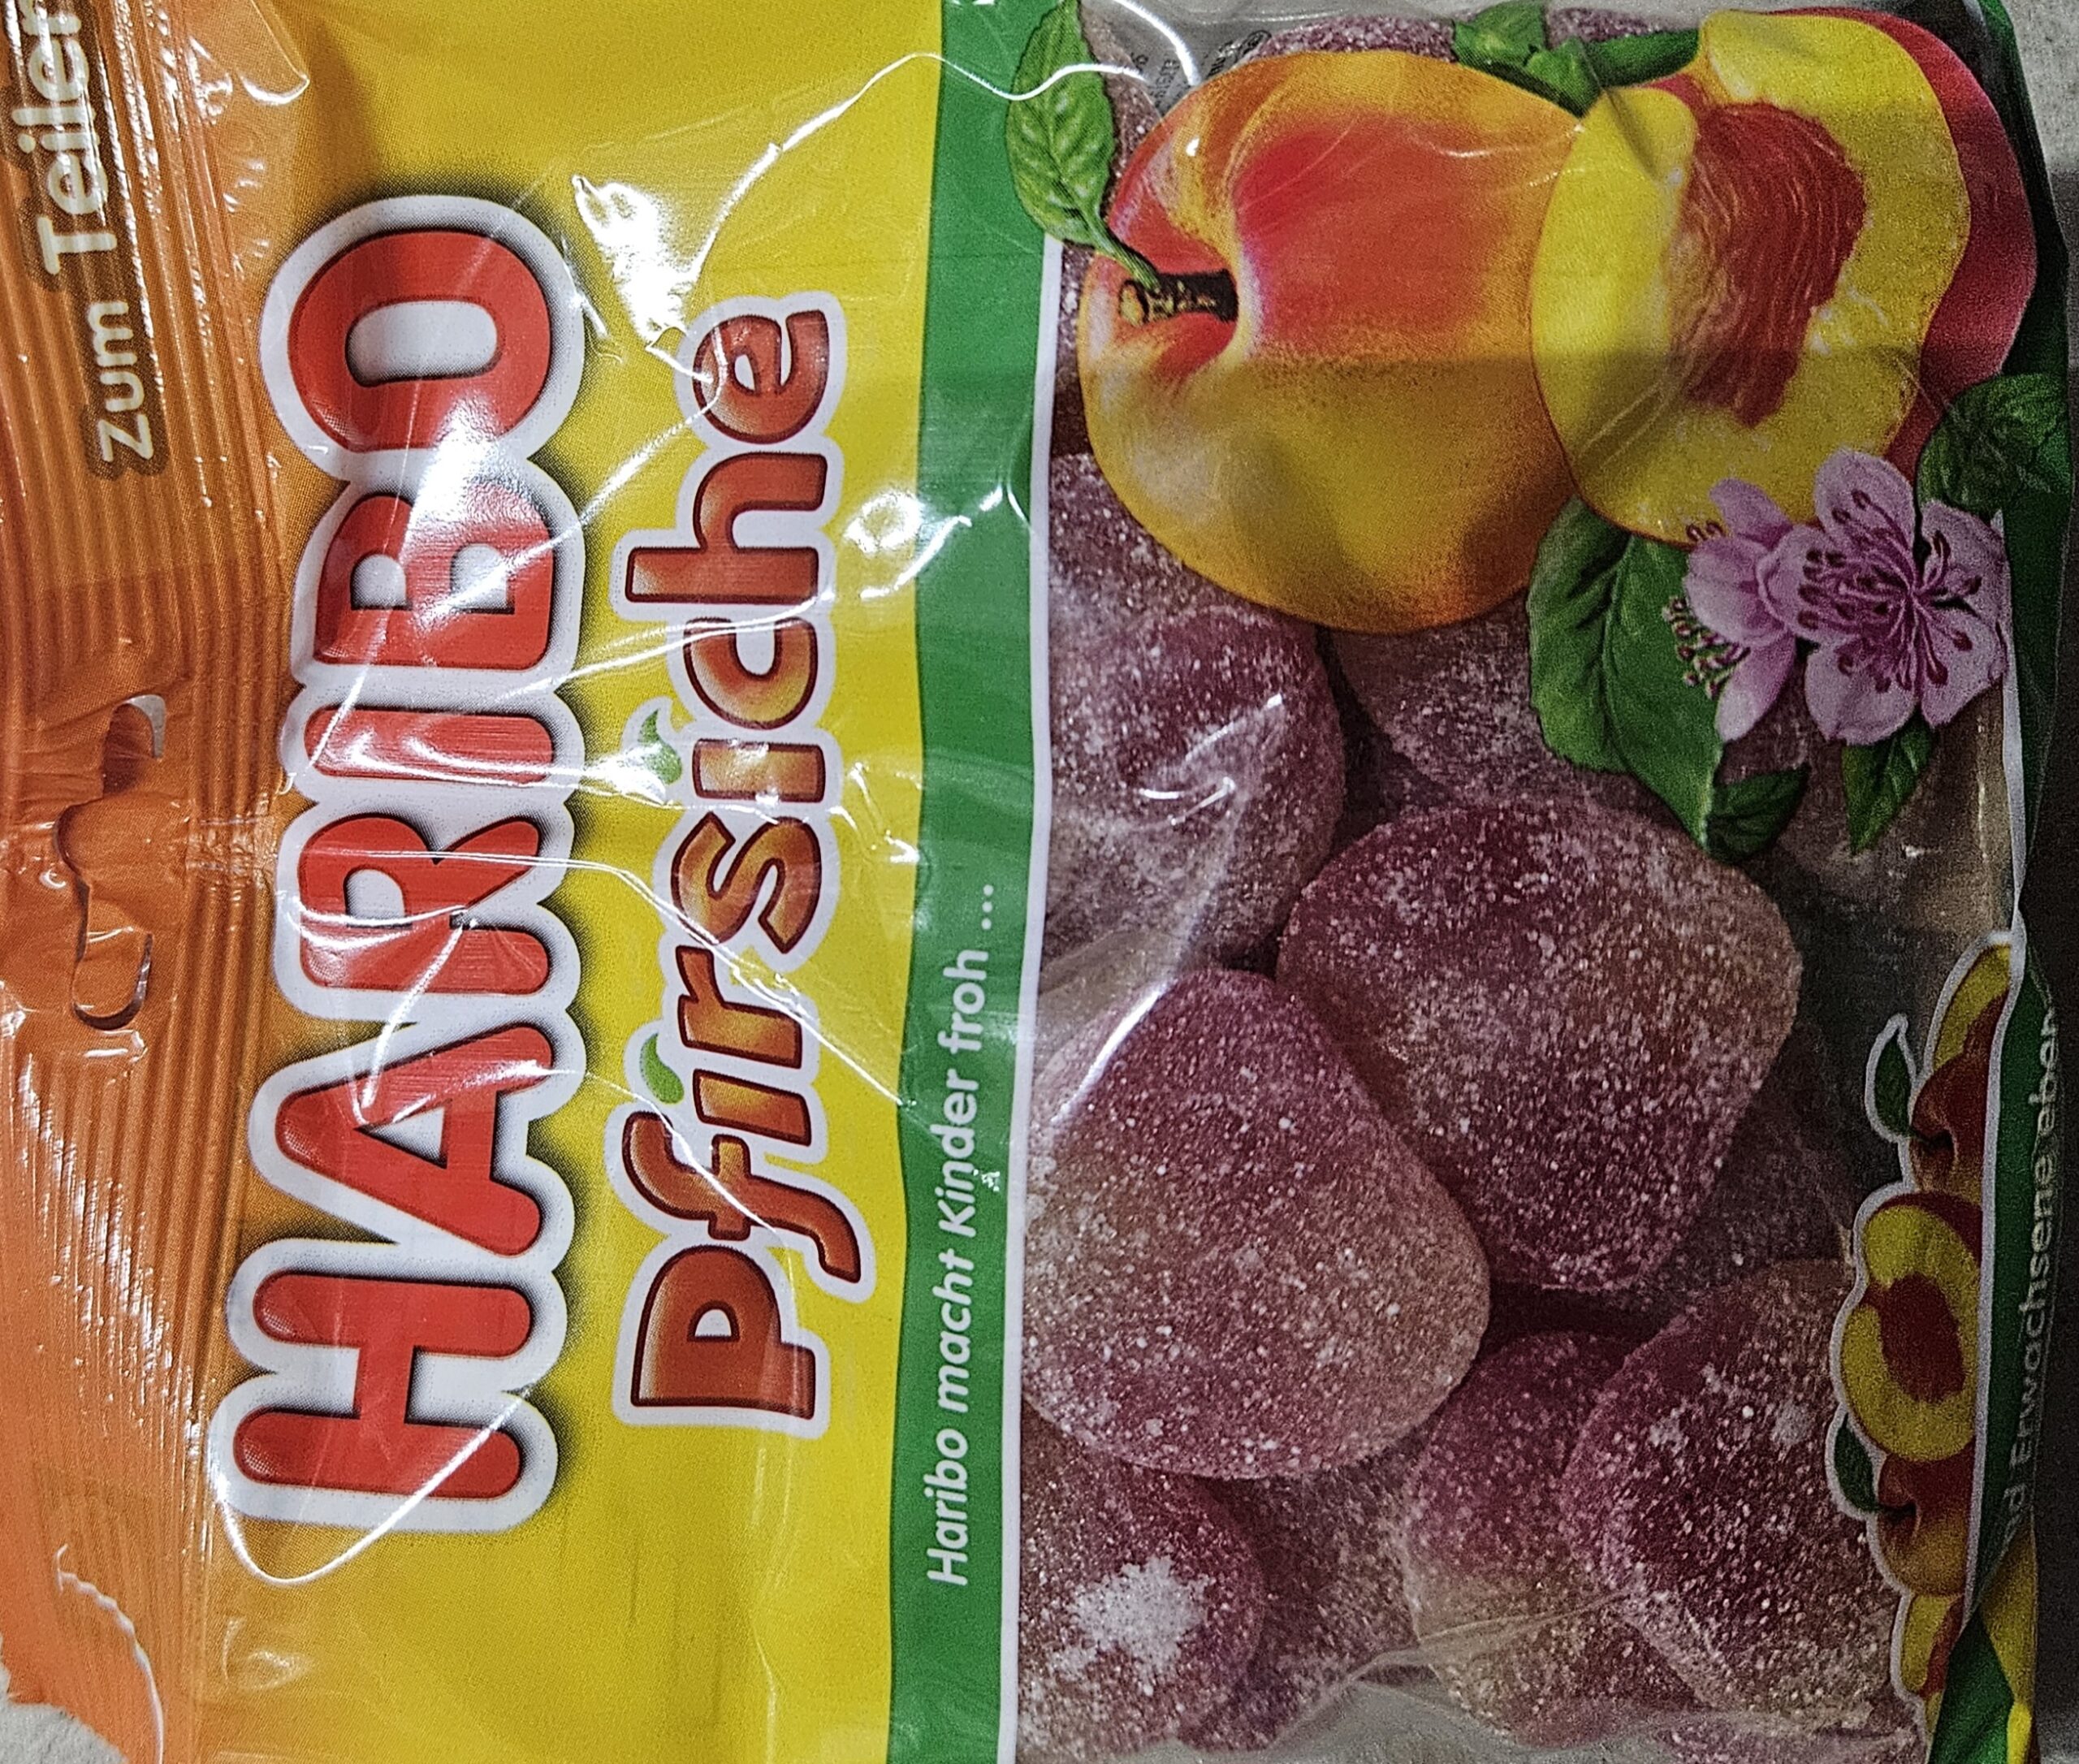 zum Teilen
HARIBO
Pfirsiche
Haribo macht Kinder froh ...
Erwachsene eben